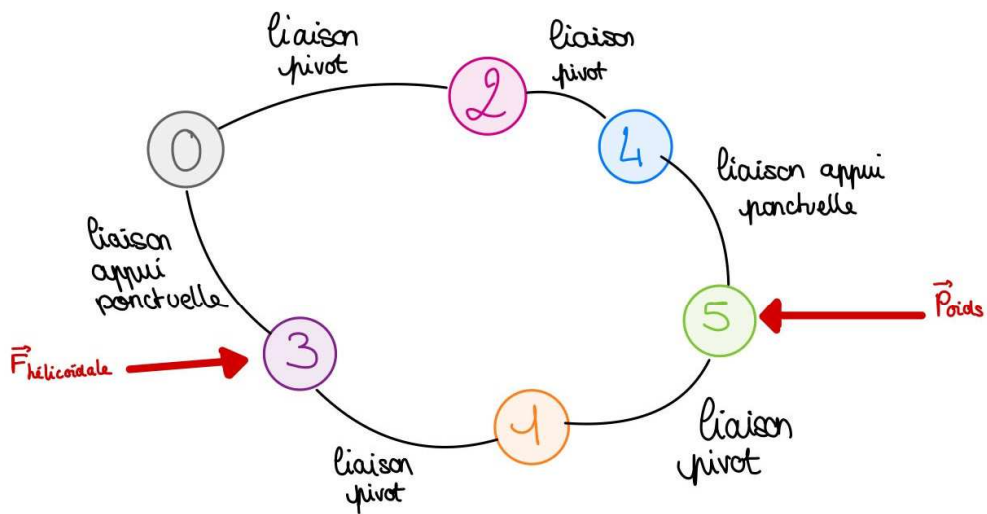 liaison
pivot
liaison
pivot
2
0
4
liaison appui
ponctuelle
liaison
appui
ponctuelle
5
Poids
3
F hélicoïdale
1
liaison
pivot
liaison
pivot